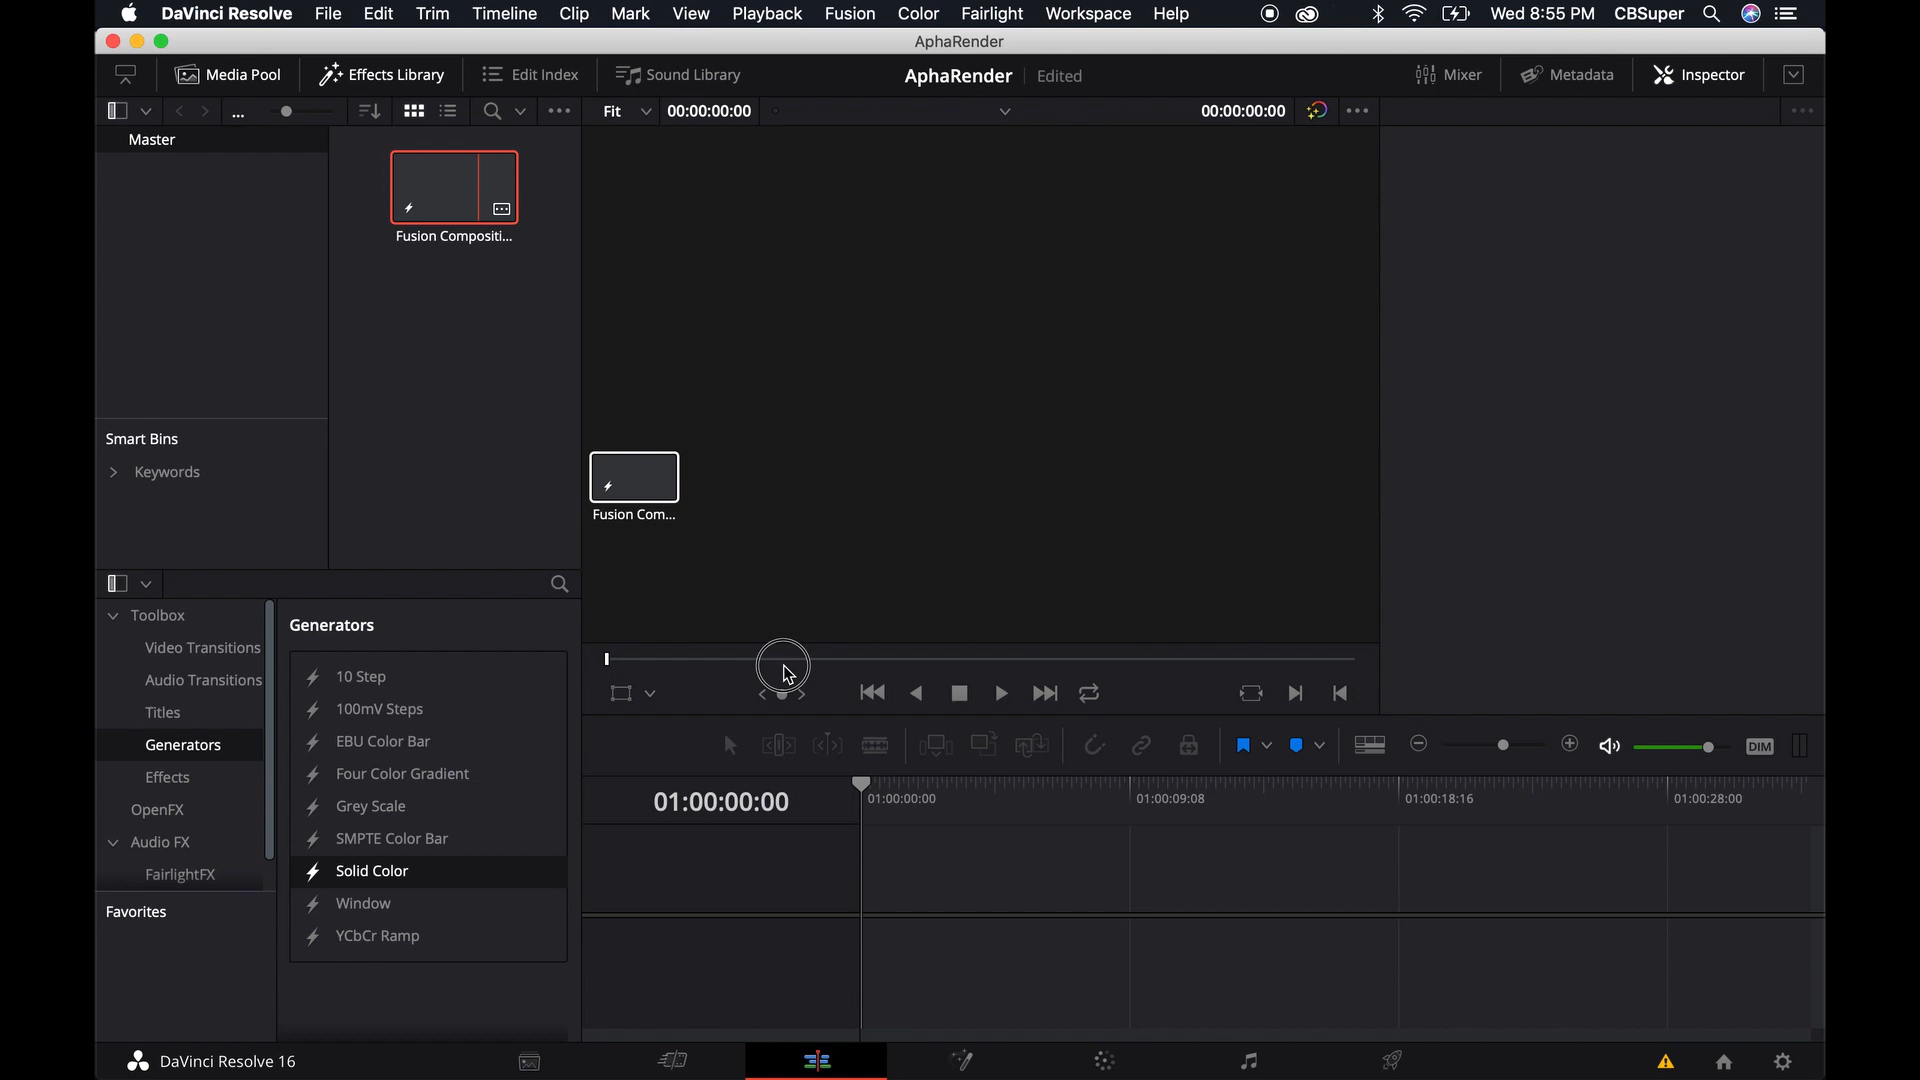 DaVinci Resolve File Edit Trim Timeline Clip Mark View Playback Fusion Color Fairlight Workspace Help Wed 8:55 PM CBSuper
AphaRender
Media Pool Effects Library Edit Index Sound Library AphaRender Edited Mixer Metadata Inspector
... Fit 00:00:00:00 00:00:00:00
Master
Fusion Compositi...
Smart Bins
Keywords
Fusion Com...
Toolbox
Video Transitions
Audio Transitions
Titles
Generators
Effects
OpenFX
Audio FX
FairlightFX
Favorites
Generators
10 Step
100mV Steps
EBU Color Bar
Four Color Gradient
Grey Scale
SMPTE Color Bar
Solid Color
Window
YCbCr Ramp
DIM
01:00:00:00 01:00:00:00 01:00:09:08 01:00:18:16 01:00:28:00
DaVinci Resolve 16